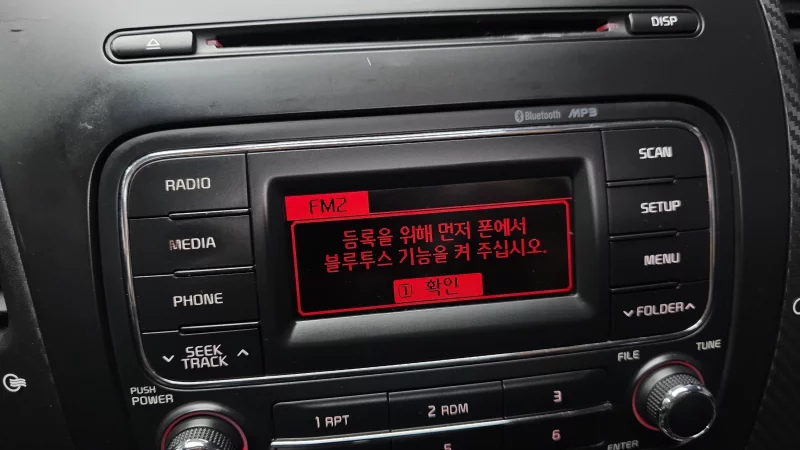 DISP
Bluetooth MP3
RADIO
MEDIA
PHONE
SEEK
TRACK
SCAN
SETUP
MENU
FOLDER
FM2
등록을 위해 먼저 폰에서
블루투스 기능을 켜 주십시오.
1 확인
PUSH
POWER
FILE
TUNE
1 RPT
2 RDM
3
5
6
ENTER